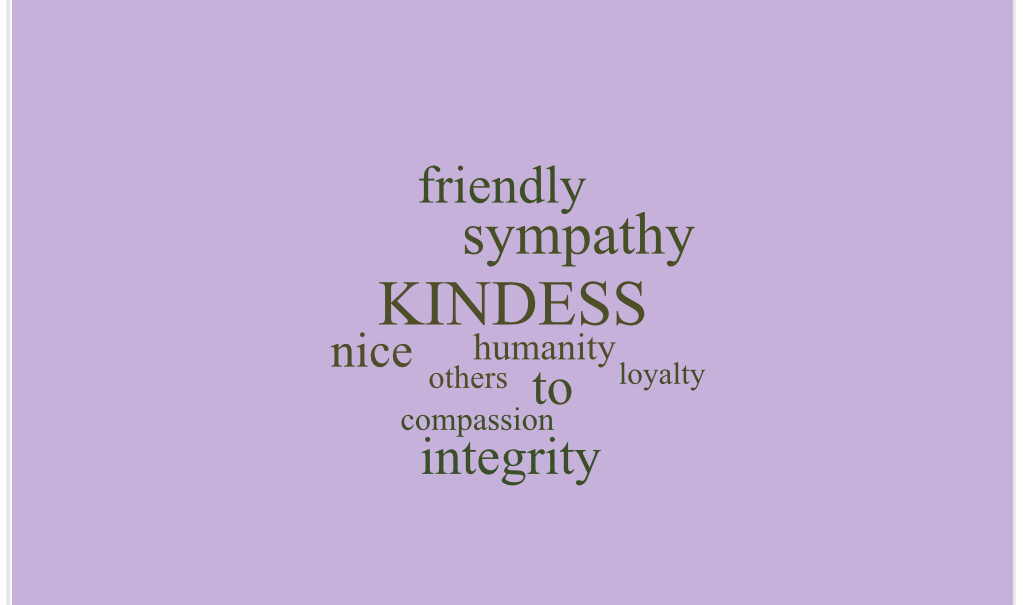 friendly
sympathy
KINDESS
nice humanity
others to loyalty
compassion
integrity